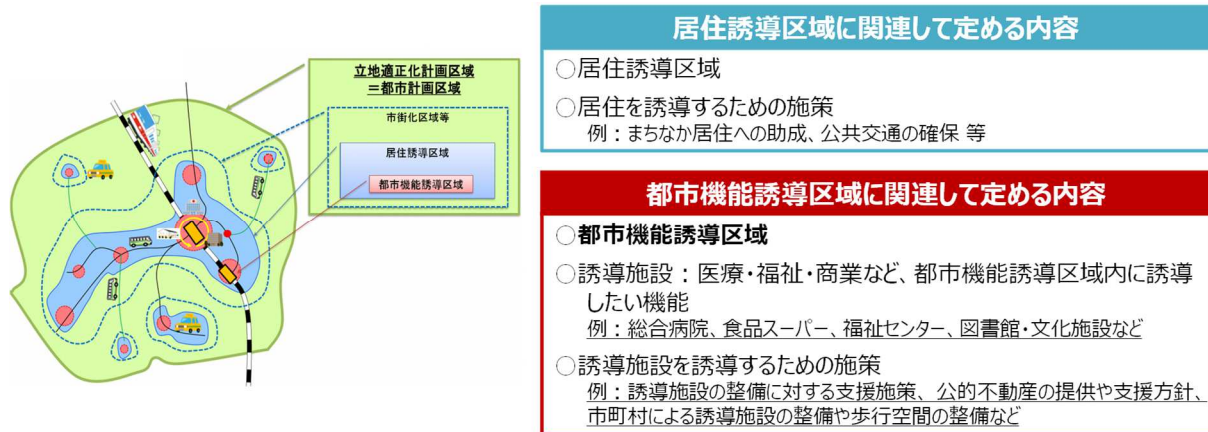 立地適正化計画区域
＝都市計画区域
市街化区域等
居住誘導区域
都市機能誘導区域
居住誘導区域に関連して定める内容
○居住誘導区域
○居住を誘導するための施策
例：まちなか居住への助成、公共交通の確保 等
都市機能誘導区域に関連して定める内容
○都市機能誘導区域
○誘導施設：医療・福祉・商業など、都市機能誘導区域内に誘導
したい機能
例：総合病院、食品スーパー、福祉センター、図書館・文化施設など
○誘導施設を誘導するための施策
例：誘導施設の整備に対する支援施策、公的不動産の提供や支援方針、
市町村による誘導施設の整備や歩行空間の整備など